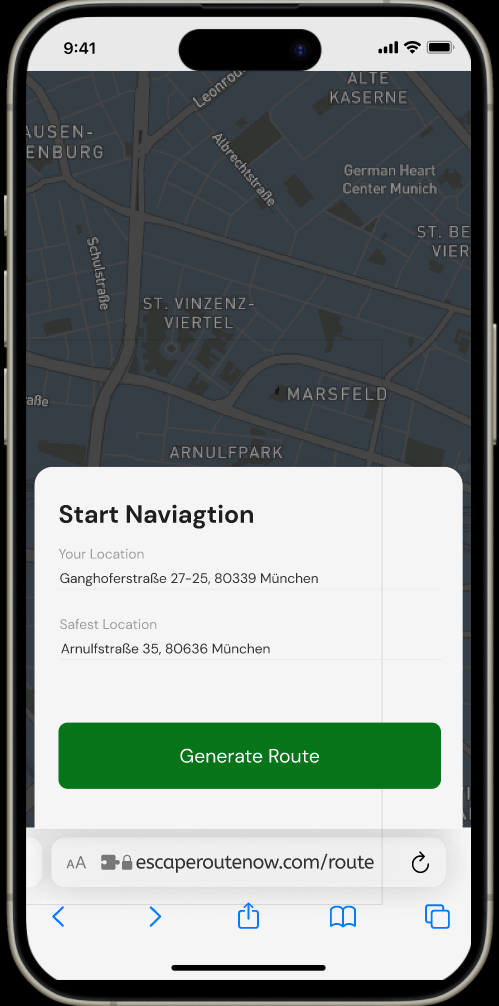 9:41
Leonro
ALTE
KASERNE
AUSEN-
ENBURG
Albrechtstraße
German Heart
Center Munich
ST. BE
VIER
Schulstraße
ST. VINZENZ-
VIERTEL
aße
MARSFELD
ARNULFPARK
Start Naviagtion
Your Location
Ganghoferstraße 27-25, 80339 München
Safest Location
Arnulfstraße 35, 80636 München
Generate Route
AA escaperoutenow.com/route